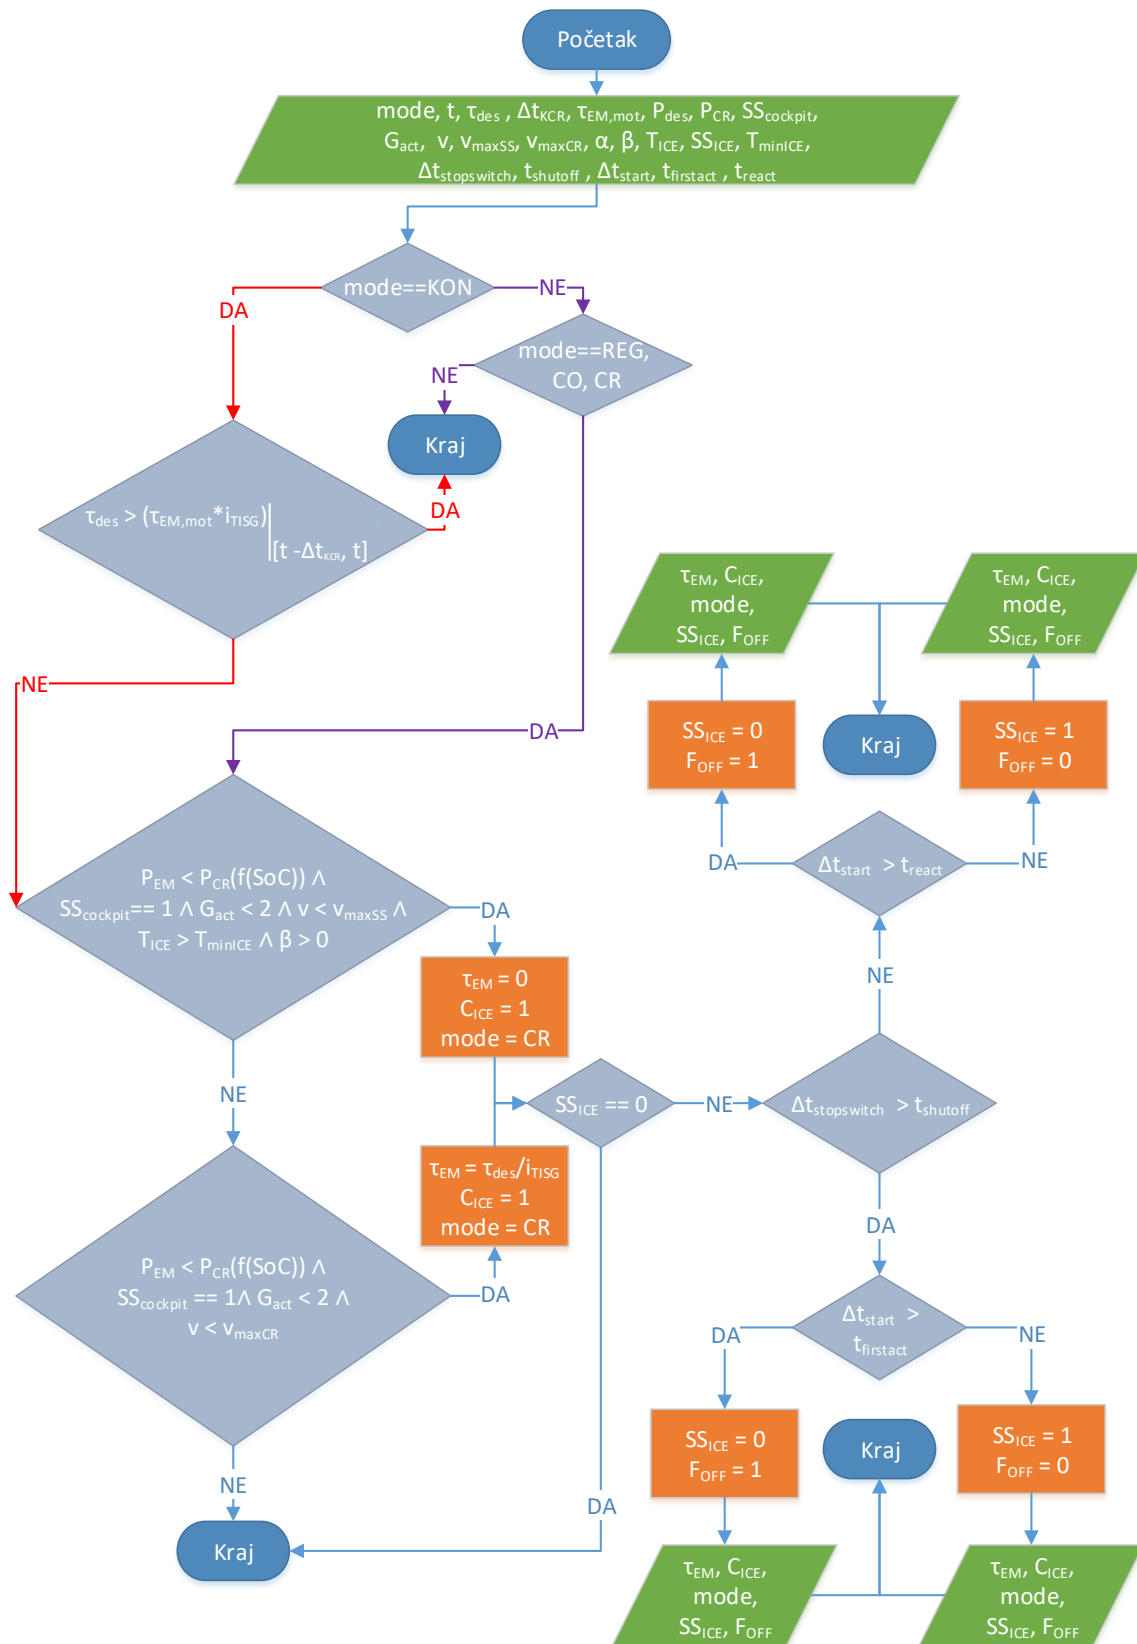 Početak
mode, t, τdes , ΔtKCR, τEM,mot, Pdes, PCR, SScockpit,
Gact, v, vmaxSS, vmaxCR, α, β, TICE, SSICE, TminICE,
Δtstopswitch, tshutoff , Δtstart, tfirstact , treact
mode==KON
NE
DA
mode==REG,
CO, CR
NE
Kraj
DA
τdes > (τEM,mot*iTISG)|
[t -ΔtKCR, t]
NE
DA
τEM, CICE,
mode,
SSICE, FOFF
τEM, CICE,
mode,
SSICE, FOFF
SSICE = 0
FOFF = 1
Kraj
SSICE = 1
FOFF = 0
DA
Δtstart > treact
NE
PEM < PCR(f(SoC)) Λ
SScockpit== 1 Λ Gact < 2 Λ v < vmaxSS Λ
TICE > TminICE Λ β > 0
DA
NE
τEM = 0
CICE = 1
mode = CR
NE
SSICE == 0
NE
Δtstopswitch > tshutoff
τEM = τdes/iTISG
CICE = 1
mode = CR
DA
PEM < PCR(f(SoC)) Λ
SScockpit == 1Λ Gact < 2 Λ
v < vmaxCR
DA
Δtstart >
tfirstact
DA
NE
SSICE = 0
FOFF = 1
Kraj
SSICE = 1
FOFF = 0
NE
DA
Kraj
τEM, CICE,
mode,
SSICE, FOFF
τEM, CICE,
mode,
SSICE, FOFF